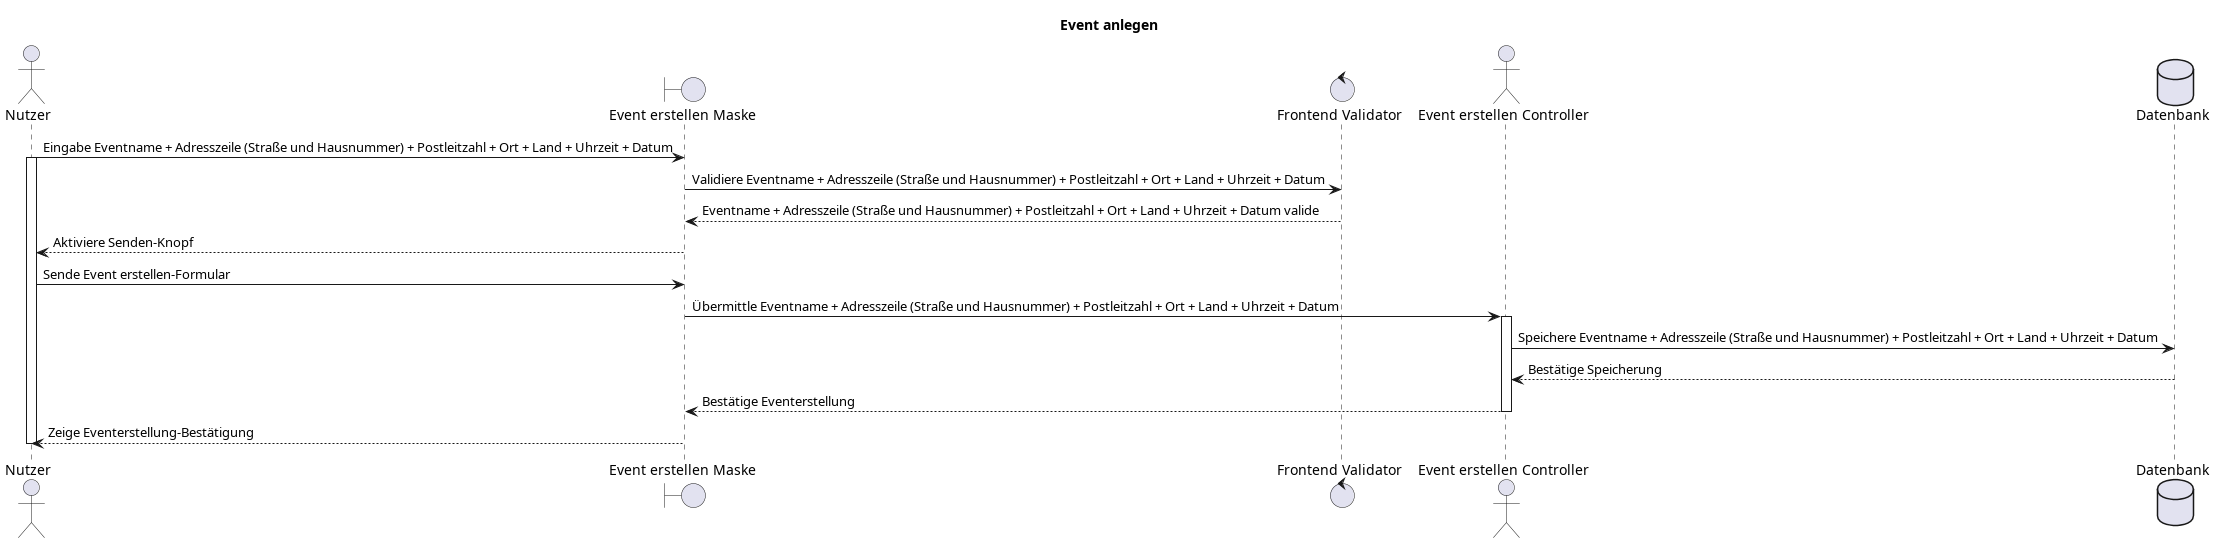 Event anlegen
Nutzer
Event erstellen Maske
Frontend Validator
Event erstellen Controller
Datenbank
Eingabe Eventname + Adresszeile (Straße und Hausnummer) + Postleitzahl + Ort + Land + Uhrzeit + Datum
Validiere Eventname + Adresszeile (Straße und Hausnummer) + Postleitzahl + Ort + Land + Uhrzeit + Datum
Eventname + Adresszeile (Straße und Hausnummer) + Postleitzahl + Ort + Land + Uhrzeit + Datum valide
Aktiviere Senden-Knopf
Sende Event erstellen-Formular
Übermittle Eventname + Adresszeile (Straße und Hausnummer) + Postleitzahl + Ort + Land + Uhrzeit + Datum
Speichere Eventname + Adresszeile (Straße und Hausnummer) + Postleitzahl + Ort + Land + Uhrzeit + Datum
Bestätige Speicherung
Bestätige Eventerstellung
Zeige Eventerstellung-Bestätigung
Nutzer
Event erstellen Maske
Frontend Validator
Event erstellen Controller
Datenbank